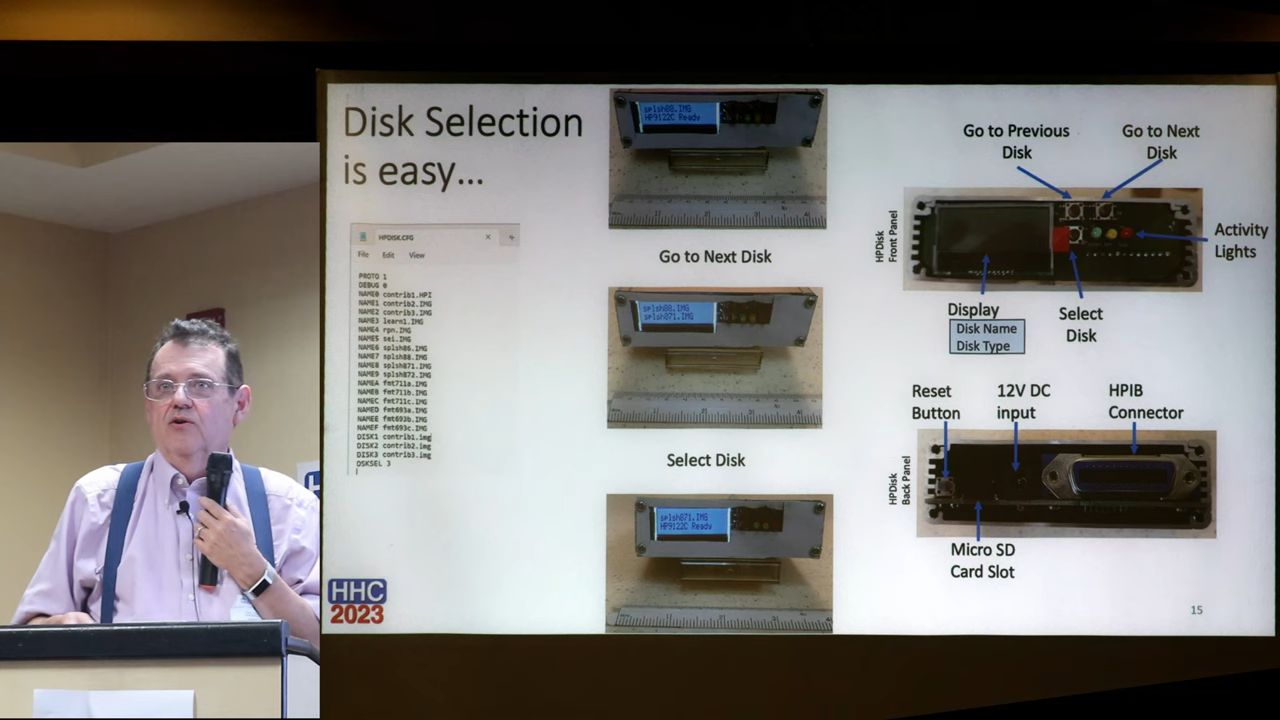 Disk Selection
is easy...
HPDISK.CFG
File Edit View
PROTO 1
DEBUG 0
NAME0 contrib1.HPI
NAME1 contrib2.IMG
NAME2 contrib3.IMG
NAME3 learn1.IMG
NAME4 rpn.IMG
NAME5 sei.IMG
NAME6 splsh86.IMG
NAME7 splsh88.IMG
NAME8 splsh871.IMG
NAME9 splsh872.IMG
NAMEA fmt711a.IMG
NAMEB fmt711b.IMG
NAMEC fmt711c.IMG
NAMED fmt693a.IMG
NAMEE fmt693b.IMG
NAMEF fmt693c.IMG
DISK1 contrib1.img
DISK2 contrib2.img
DISK3 contrib3.img
DSKSEL 3
HHC
2023
splsh88.IMG
HP9122C Ready
Go to Next Disk
splsh88.IMG
splsh871.IMG
Select Disk
splsh871.IMG
HP9122C Ready
Go to Previous
Disk
Go to Next
Disk
HPDisk
Front Panel
Activity
Lights
Display
Disk Name
Disk Type
Select
Disk
Reset
Button
12V DC
input
HPIB
Connector
HPDisk
Back Panel
Micro SD
Card Slot
15